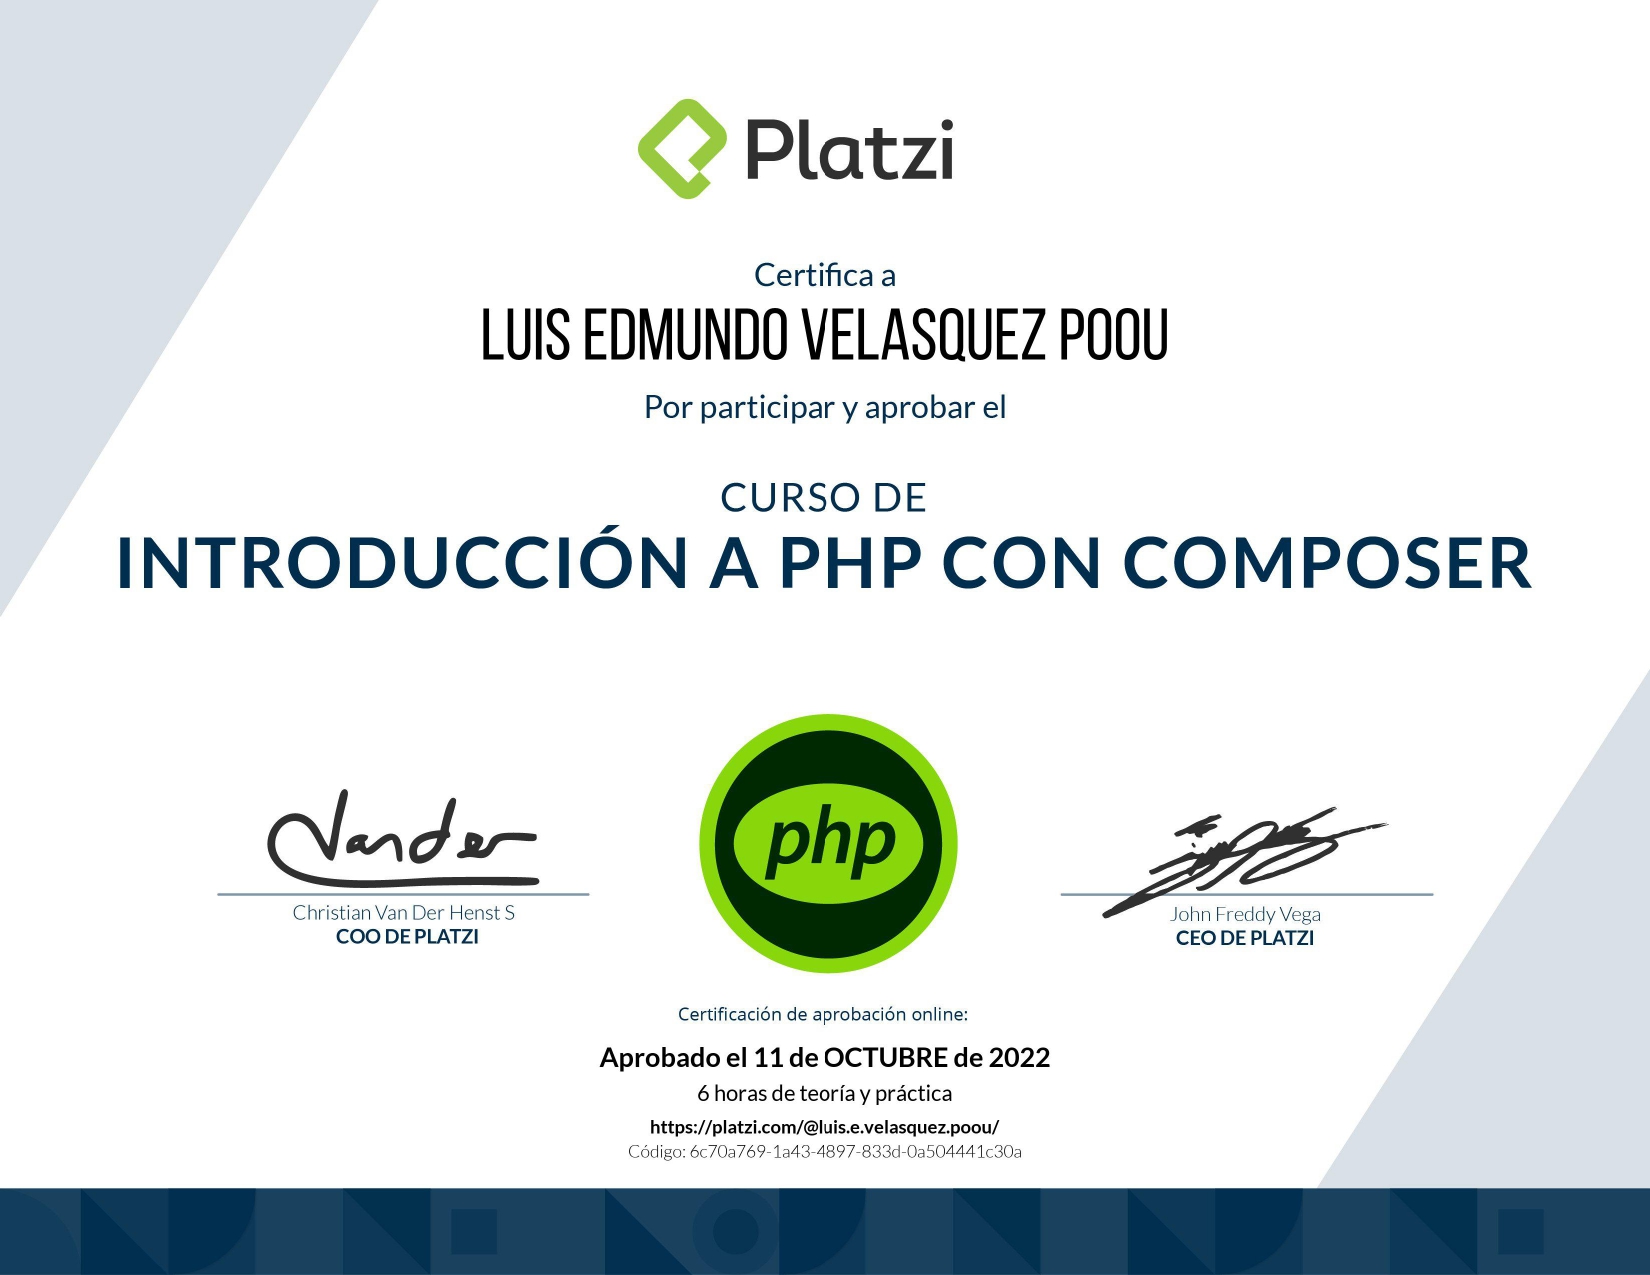 Platzi
Certifica a
LUIS EDMUNDO VELASQUEZ POOU
Por participar y aprobar el
CURSO DE
INTRODUCCIÓN A PHP CON COMPOSER
php
Vander
Christian Van Der Henst S
COO DE PLATZI
John Freddy Vega
CEO DE PLATZI
Certificación de aprobación online:
Aprobado el 11 de OCTUBRE de 2022
6 horas de teoría y práctica
https://platzi.com/@luis.e.velasquez.poou/
Código: 6c70a769-1a43-4897-833d-0a504441c30a